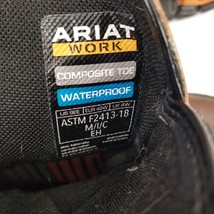 ARIAT
WORK
COMPOSITE TOE
WATERPROOF
ASTM F2413-18
M/I/C
EH